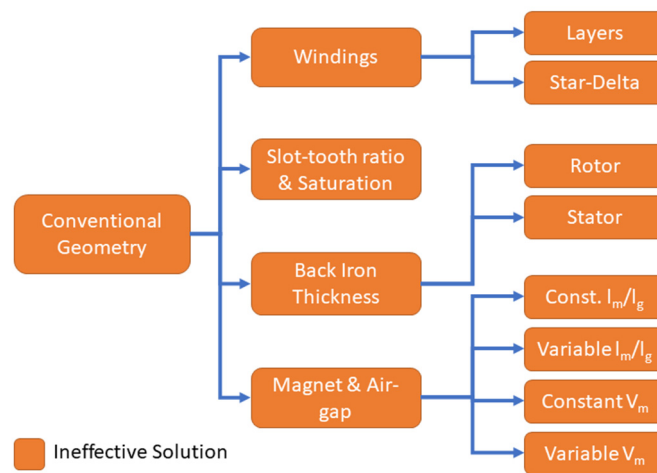 Conventional
Geometry
Windings
Layers
Star-Delta
Slot-tooth ratio
& Saturation
Back Iron
Thickness
Rotor
Stator
Magnet & Air-
gap
Const. lm/lg
Variable lm/lg
Constant Vm
Variable Vm
Ineffective Solution